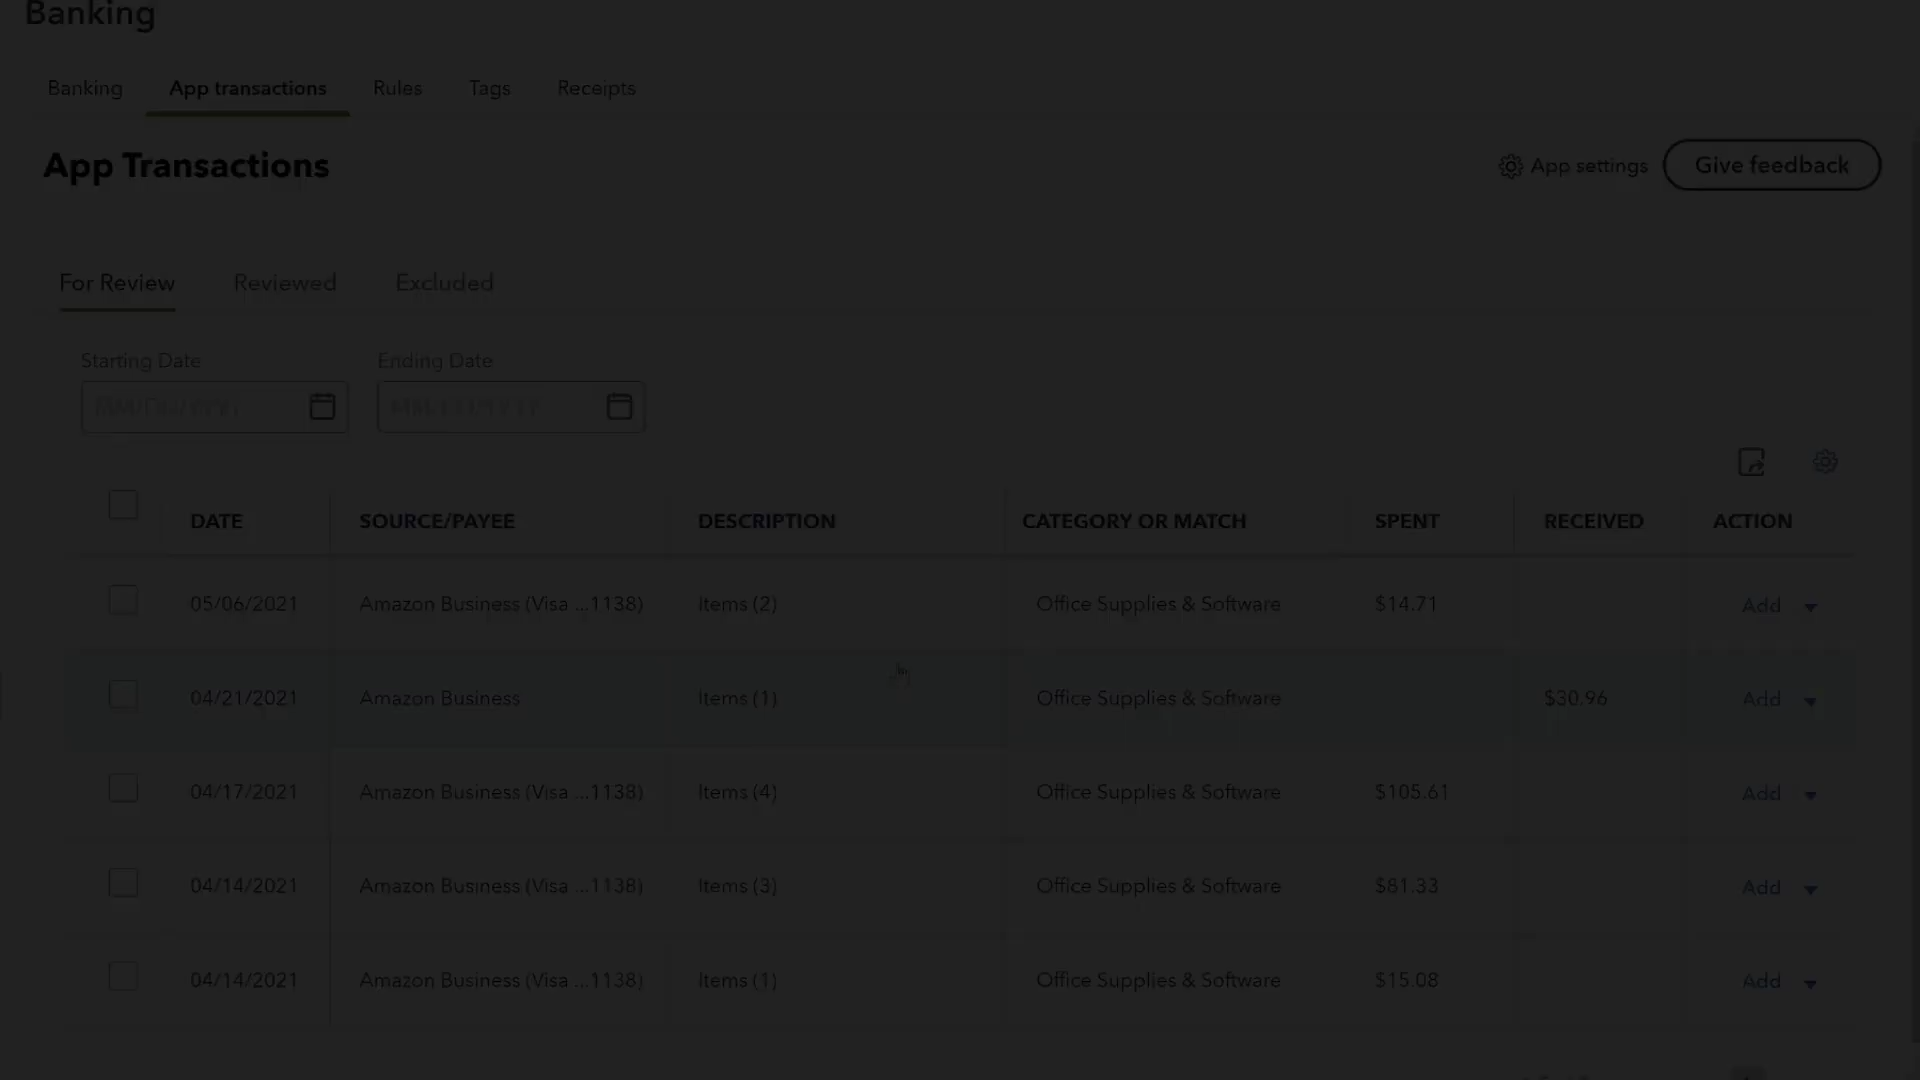 Banking
Banking App transactions Rules Tags Receipts
App Transactions
App settings Give feedback
For Review Reviewed Excluded
Starting Date Ending Date
DATE SOURCE/PAYEE DESCRIPTION CATEGORY OR MATCH SPENT RECEIVED ACTION
05/06/2021 Amazon Business (Visa ...1138) Items (2) Office Supplies & Software $14.71 Add
04/21/2021 Amazon Business Items (1) Office Supplies & Software $30.96 Add
04/17/2021 Amazon Business (Visa ...1138) Items (4) Office Supplies & Software $105.61 Add
04/14/2021 Amazon Business (Visa ...1138) Items (3) Office Supplies & Software $81.33 Add
04/14/2021 Amazon Business (Visa ...1138) Items (1) Office Supplies & Software $15.08 Add